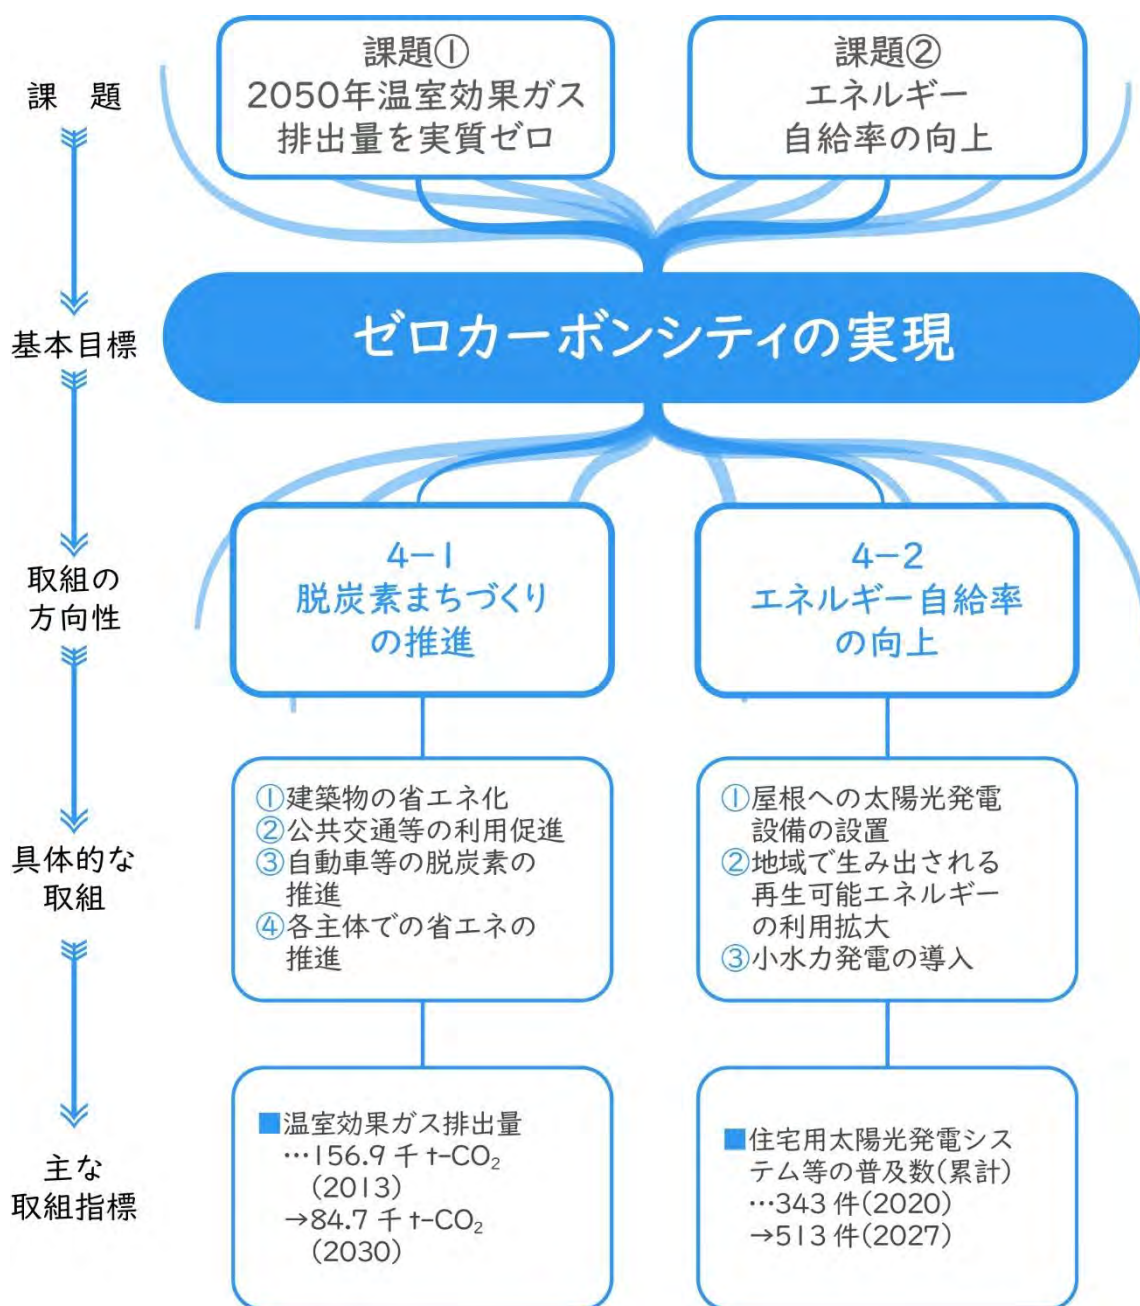 課題
課題①
2050年温室効果ガス
排出量を実質ゼロ
課題②
エネルギー
自給率の向上
基本目標
ゼロカーボンシティの実現
取組の
方向性
4-1
脱炭素まちづくり
の推進
4-2
エネルギー自給率
の向上
具体的な
取組
①建築物の省エネ化
②公共交通等の利用促進
③自動車等の脱炭素の
推進
④各主体での省エネの
推進
①屋根への太陽光発電
設備の設置
②地域で生み出される
再生可能エネルギー
の利用拡大
③小水力発電の導入
主な
取組指標
■温室効果ガス排出量
…156.9千t-CO₂
(2013)
→84.7千t-CO₂
(2030)
■住宅用太陽光発電シス
テム等の普及数(累計)
…343件(2020)
→513件(2027)